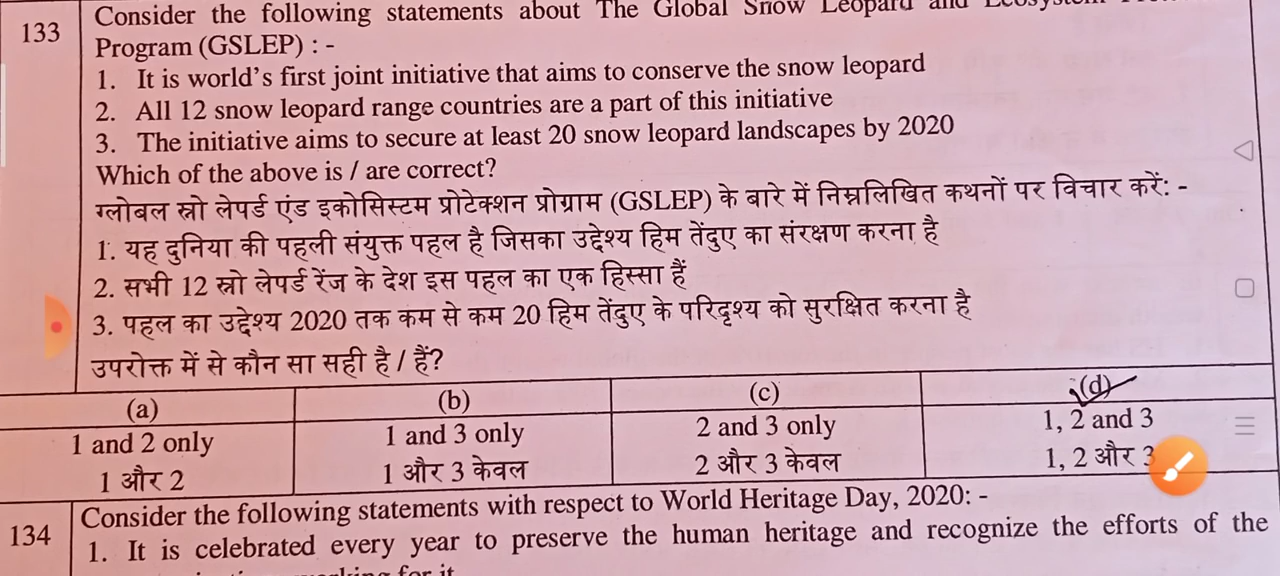 133
Consider the following statements about The Global Snow Leopard and
Program (GSLEP) : -
1. It is world's first joint initiative that aims to conserve the snow leopard
2. All 12 snow leopard range countries are a part of this initiative
3. The initiative aims to secure at least 20 snow leopard landscapes by 2020
Which of the above is / are correct?
ग्लोबल स्नो लेपर्ड एंड इकोसिस्टम प्रोटेक्शन प्रोग्राम (GSLEP) के बारे में निम्नलिखित कथनों पर विचार करें: -
1. यह दुनिया की पहली संयुक्त पहल है जिसका उद्देश्य हिम तेंदुए का संरक्षण करना है
2. सभी 12 स्नो लेपर्ड रेंज के देश इस पहल का एक हिस्सा हैं
3. पहल का उद्देश्य 2020 तक कम से कम 20 हिम तेंदुए के परिदृश्य को सुरक्षित करना है
उपरोक्त में से कौन सा सही है / हैं?
(a) (b) (c) (d)
1 and 2 only 1 and 3 only 2 and 3 only 1, 2 and 3
1 और 2 1 और 3 केवल 2 और 3 केवल 1, 2 और 3
134
Consider the following statements with respect to World Heritage Day, 2020: -
1. It is celebrated every year to preserve the human heritage and recognize the efforts of the
for it